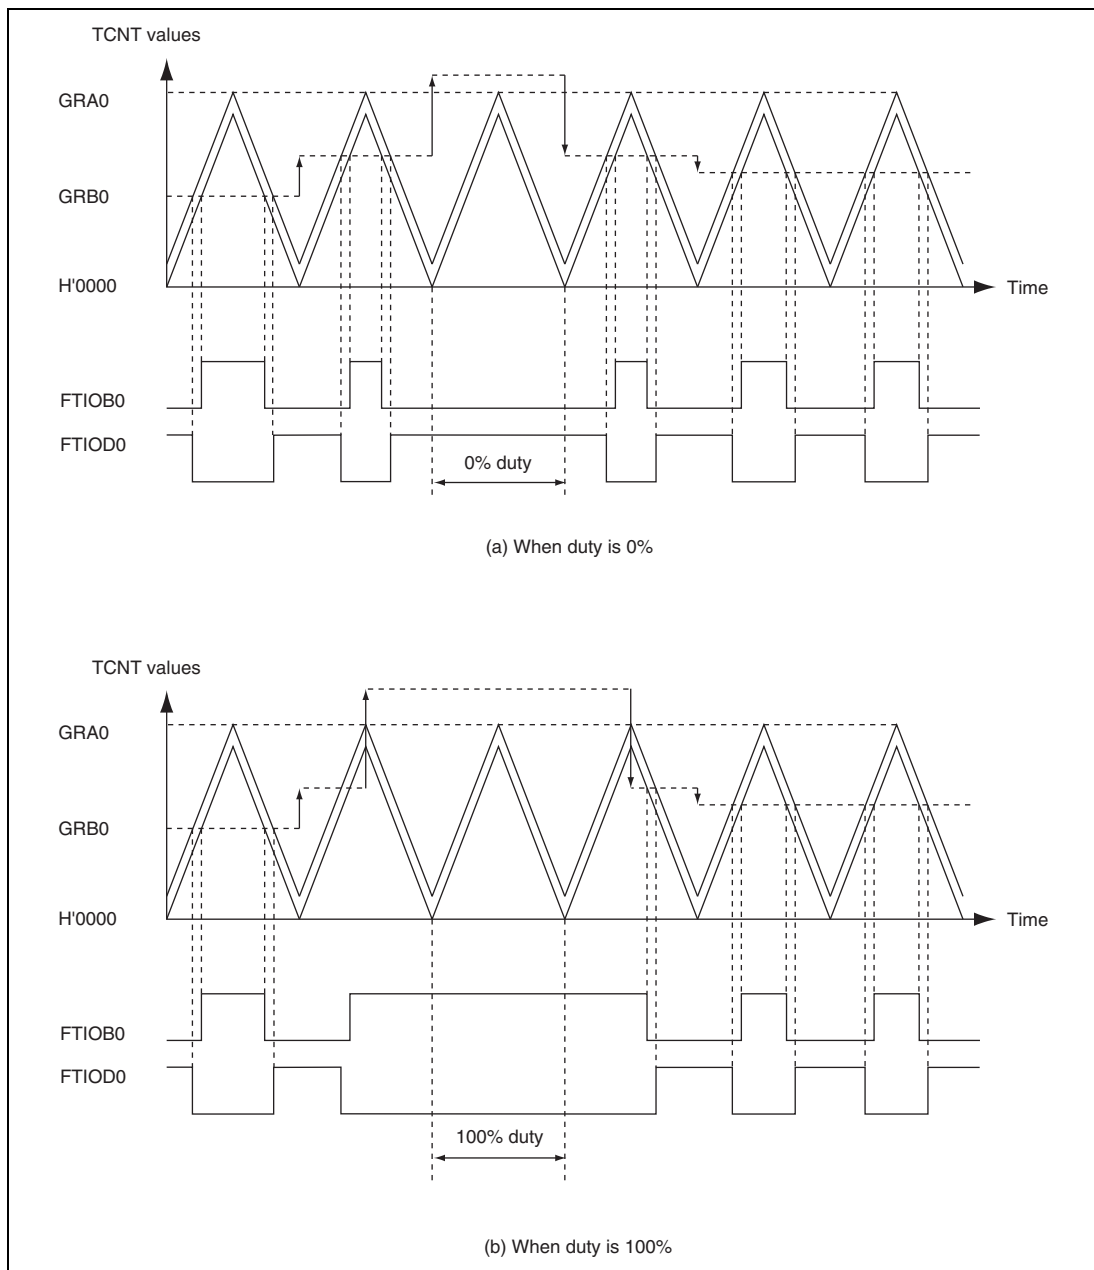 TCNT values
GRA0
GRB0
H'0000
Time
FTIOB0
FTIOD0
0% duty
(a) When duty is 0%
TCNT values
GRA0
GRB0
H'0000
Time
FTIOB0
FTIOD0
100% duty
(b) When duty is 100%